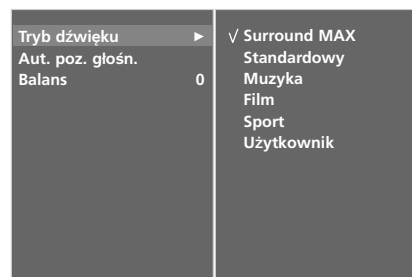 Tryb dźwięku ►
Aut. poz. głośn.
Balans 0
√ Surround MAX
Standardowy
Muzyka
Film
Sport
Użytkownik